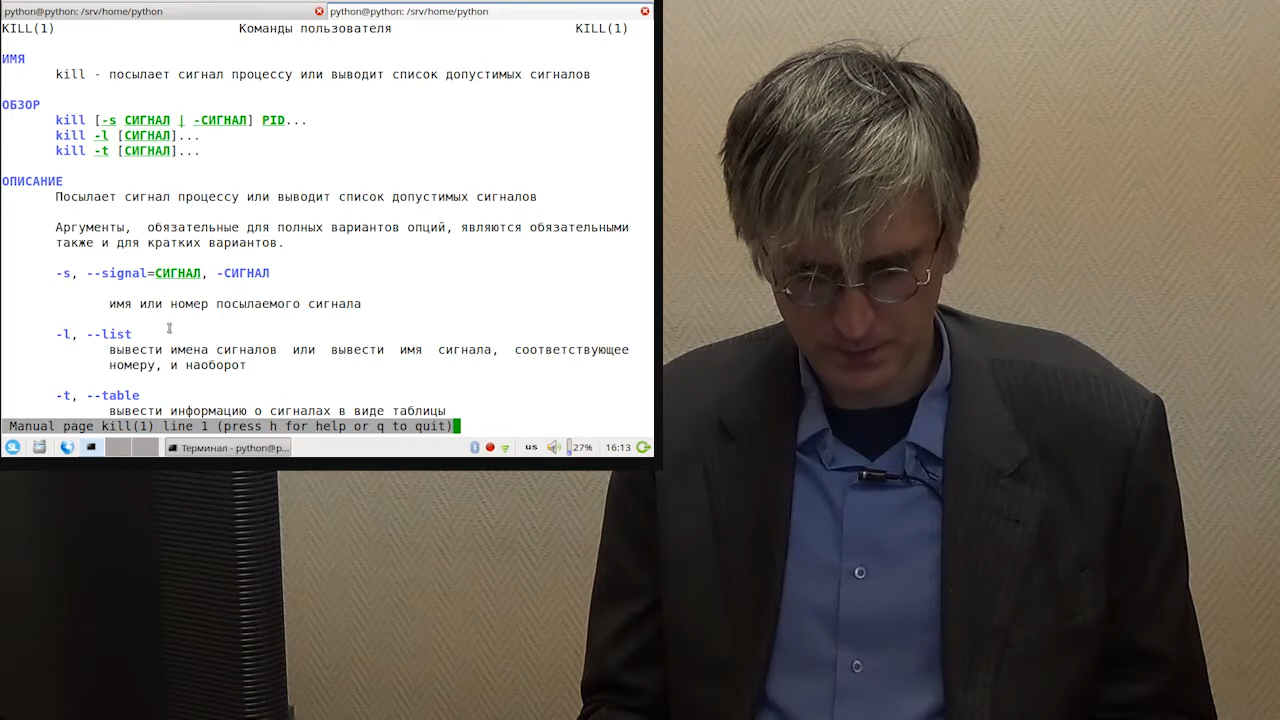 python@python: /srv/home/python
python@python: /srv/home/python
KILL(1) Команды пользователя KILL(1)
ИМЯ
kill - посылает сигнал процессу или выводит список допустимых сигналов
ОБЗОР
kill [-s СИГНАЛ | -СИГНАЛ] PID...
kill -l [СИГНАЛ]...
kill -t [СИГНАЛ]...
ОПИСАНИЕ
Посылает сигнал процессу или выводит список допустимых сигналов
Аргументы, обязательные для полных вариантов опций, являются обязательными
также и для кратких вариантов.
-s, --signal=СИГНАЛ, -СИГНАЛ
имя или номер посылаемого сигнала
-l, --list
вывести имена сигналов или вывести имя сигнала, соответствующее
номеру, и наоборот
-t, --table
вывести информацию о сигналах в виде таблицы
Manual page kill(1) line 1 (press h for help or q to quit)
SL Терминал - python@p... us 27% 16:13